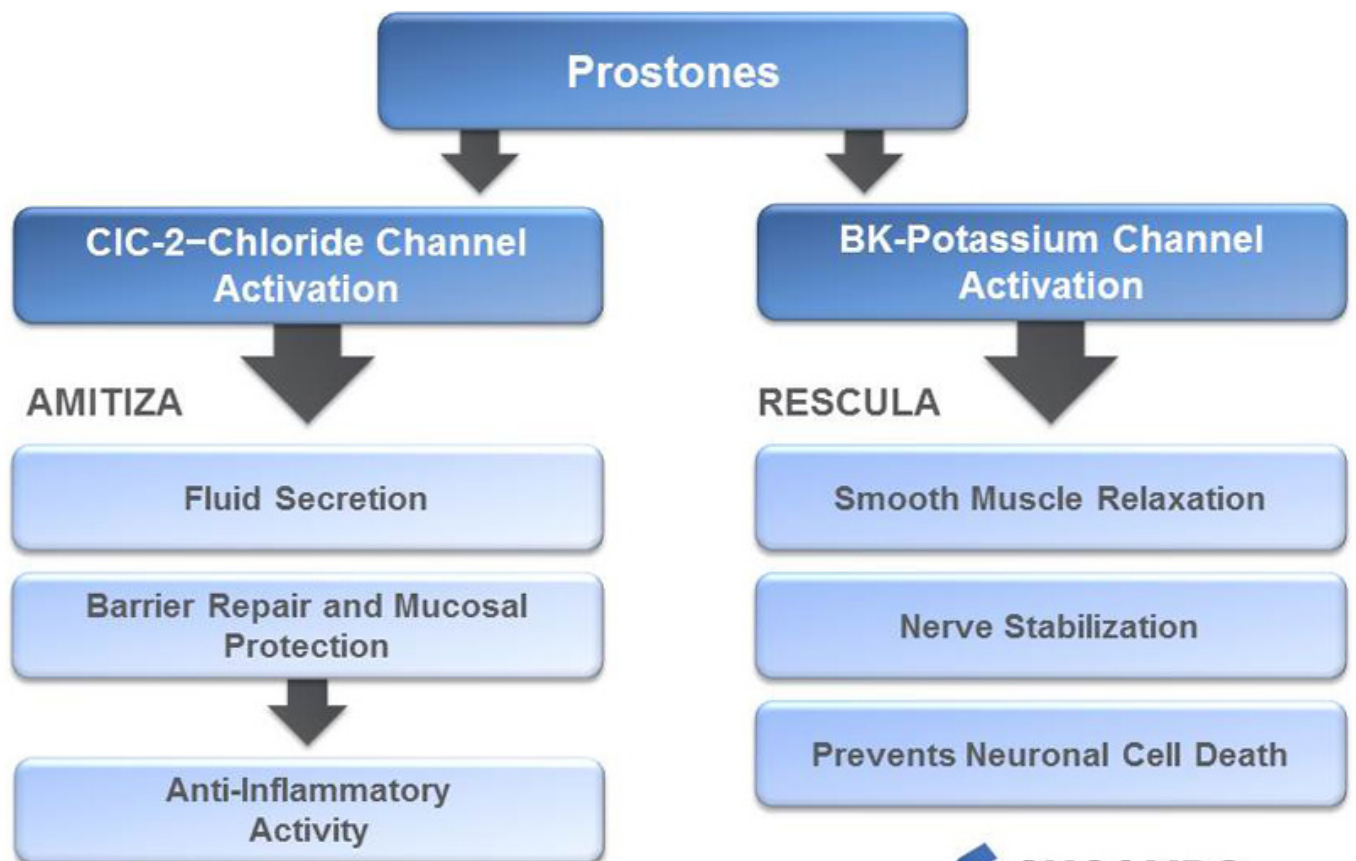 Prostones
ClC-2–Chloride Channel
Activation
BK-Potassium Channel
Activation
AMITIZA
RESCULA
Fluid Secretion
Smooth Muscle Relaxation
Barrier Repair and Mucosal
Protection
Nerve Stabilization
Prevents Neuronal Cell Death
Anti-Inflammatory
Activity